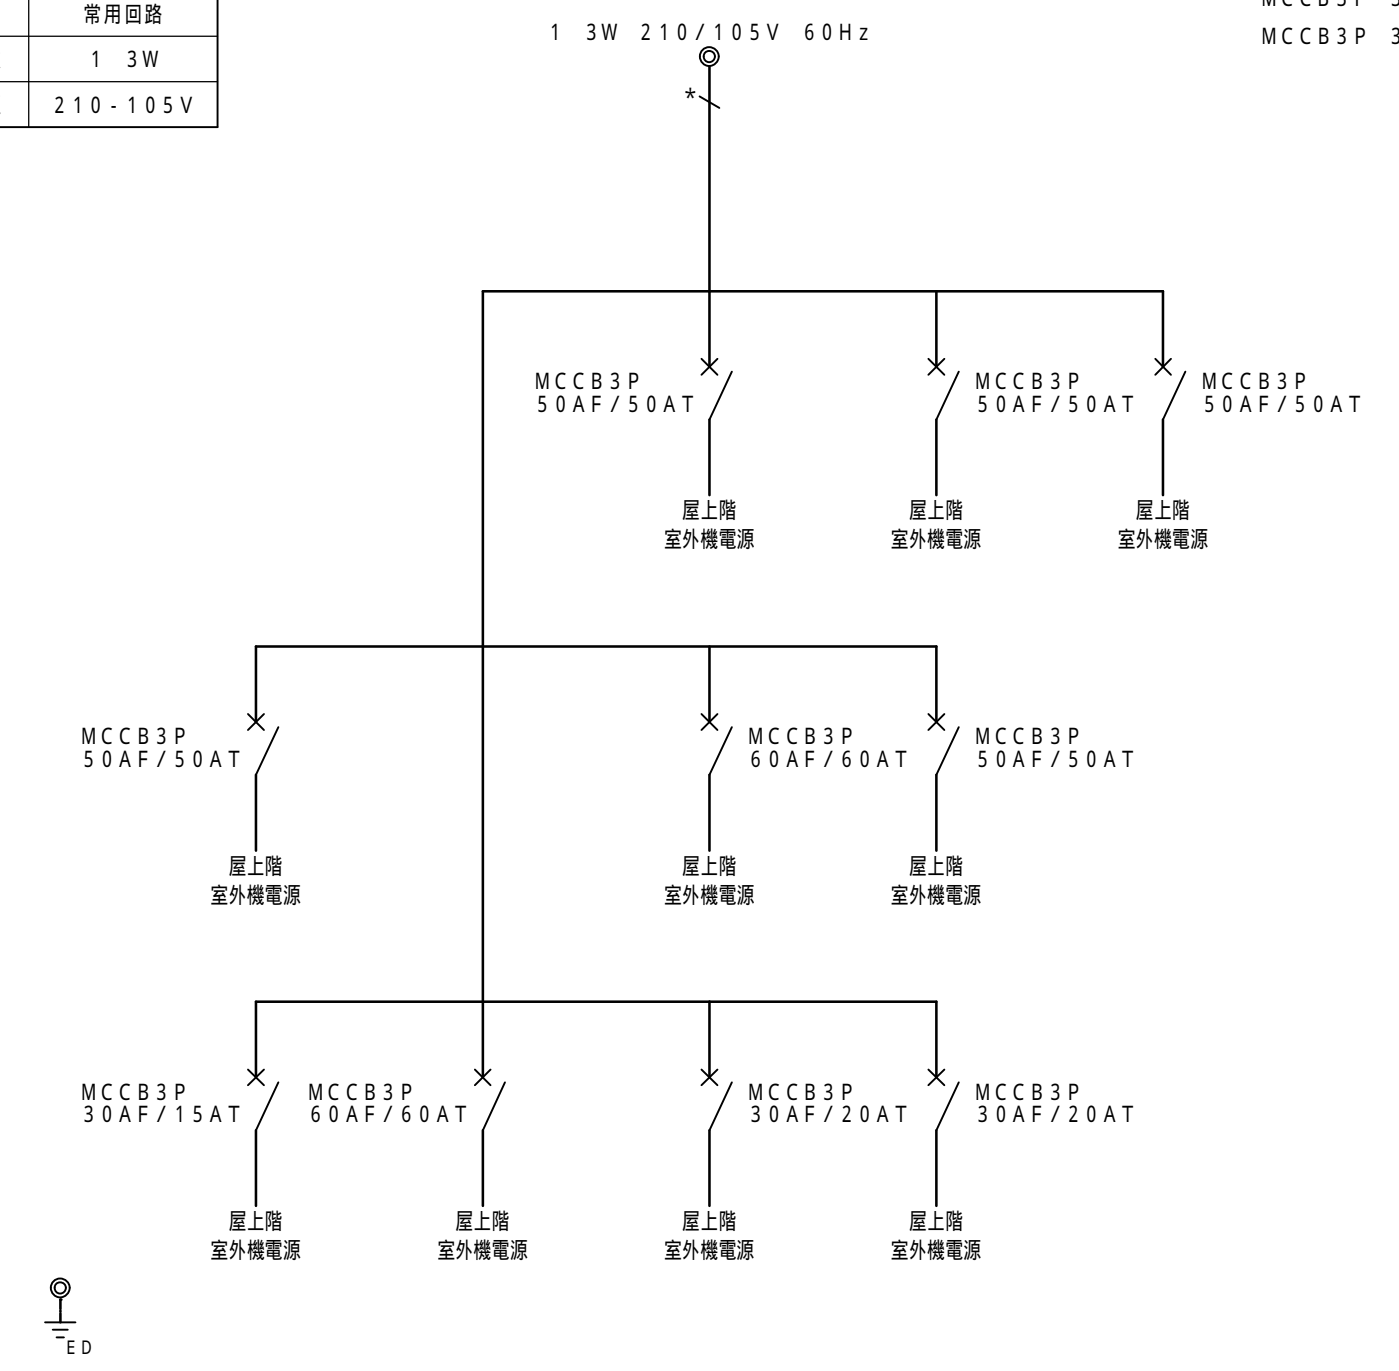 常用回路
1 3W
210-105V
1 3W 210/105V 60Hz
MCCB3P 3
*
MCCB3P
50AF/50AT
MCCB3P
50AF/50AT
MCCB3P
50AF/50AT
屋上階
室外機電源
屋上階
室外機電源
屋上階
室外機電源
MCCB3P
50AF/50AT
MCCB3P
60AF/60AT
MCCB3P
50AF/50AT
屋上階
室外機電源
屋上階
室外機電源
屋上階
室外機電源
MCCB3P
30AF/15AT
MCCB3P
60AF/60AT
MCCB3P
30AF/20AT
MCCB3P
30AF/20AT
屋上階
室外機電源
屋上階
室外機電源
屋上階
室外機電源
屋上階
室外機電源
ED